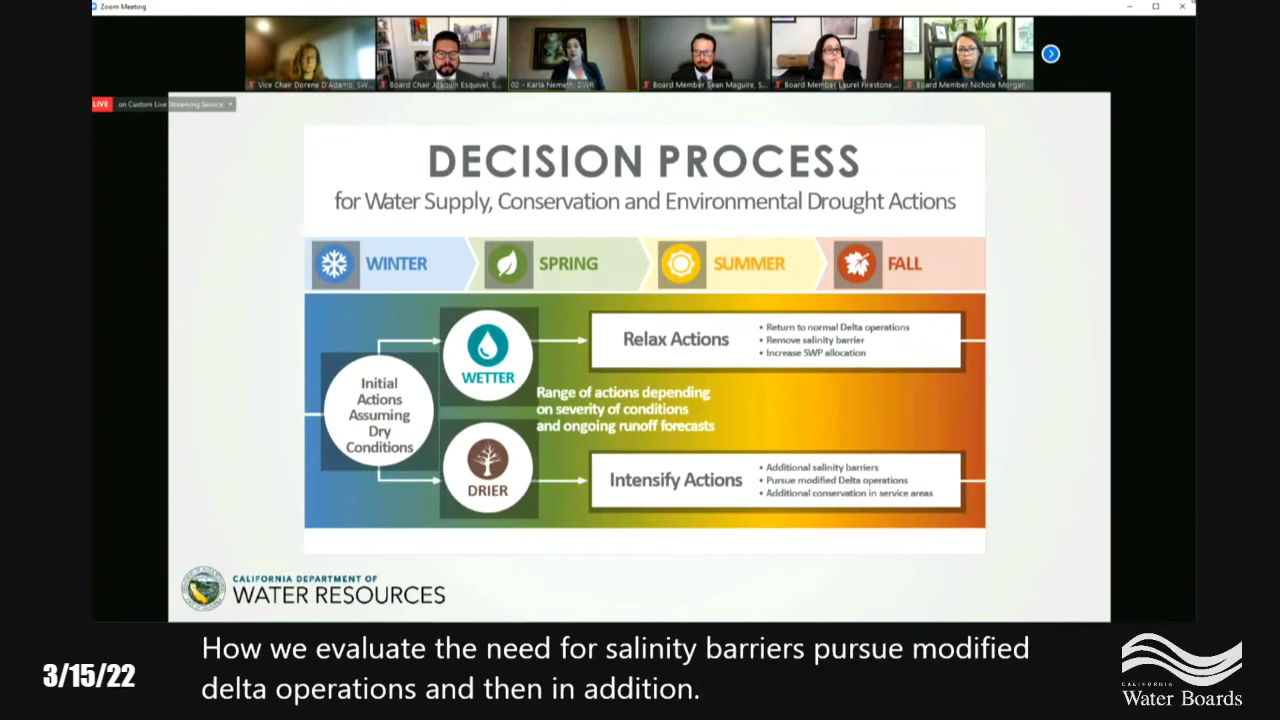 Zoom Meeting
Vice Chair Dorene D'Adamo, SW...
Board Chair Joaquin Esquivel, S...
02 - Karla Nemeth, DWR
Board Member Sean Maguire, S...
Board Member Laurel Firestone...
Board Member Nichole Morgan...
LIVE on Custom Live Streaming Service
DECISION PROCESS
for Water Supply, Conservation and Environmental Drought Actions
WINTER
SPRING
SUMMER
FALL
Initial
Actions
Assuming
Dry
Conditions
WETTER
Relax Actions
• Return to normal Delta operations
• Remove salinity barrier
• Increase SWP allocation
Range of actions depending
on severity of conditions
and ongoing runoff forecasts
DRIER
Intensify Actions
• Additional salinity barriers
• Pursue modified Delta operations
• Additional conservation in service areas
CALIFORNIA DEPARTMENT OF
WATER RESOURCES
3/15/22
How we evaluate the need for salinity barriers pursue modified
delta operations and then in addition.
CALIFORNIA
Water Boards